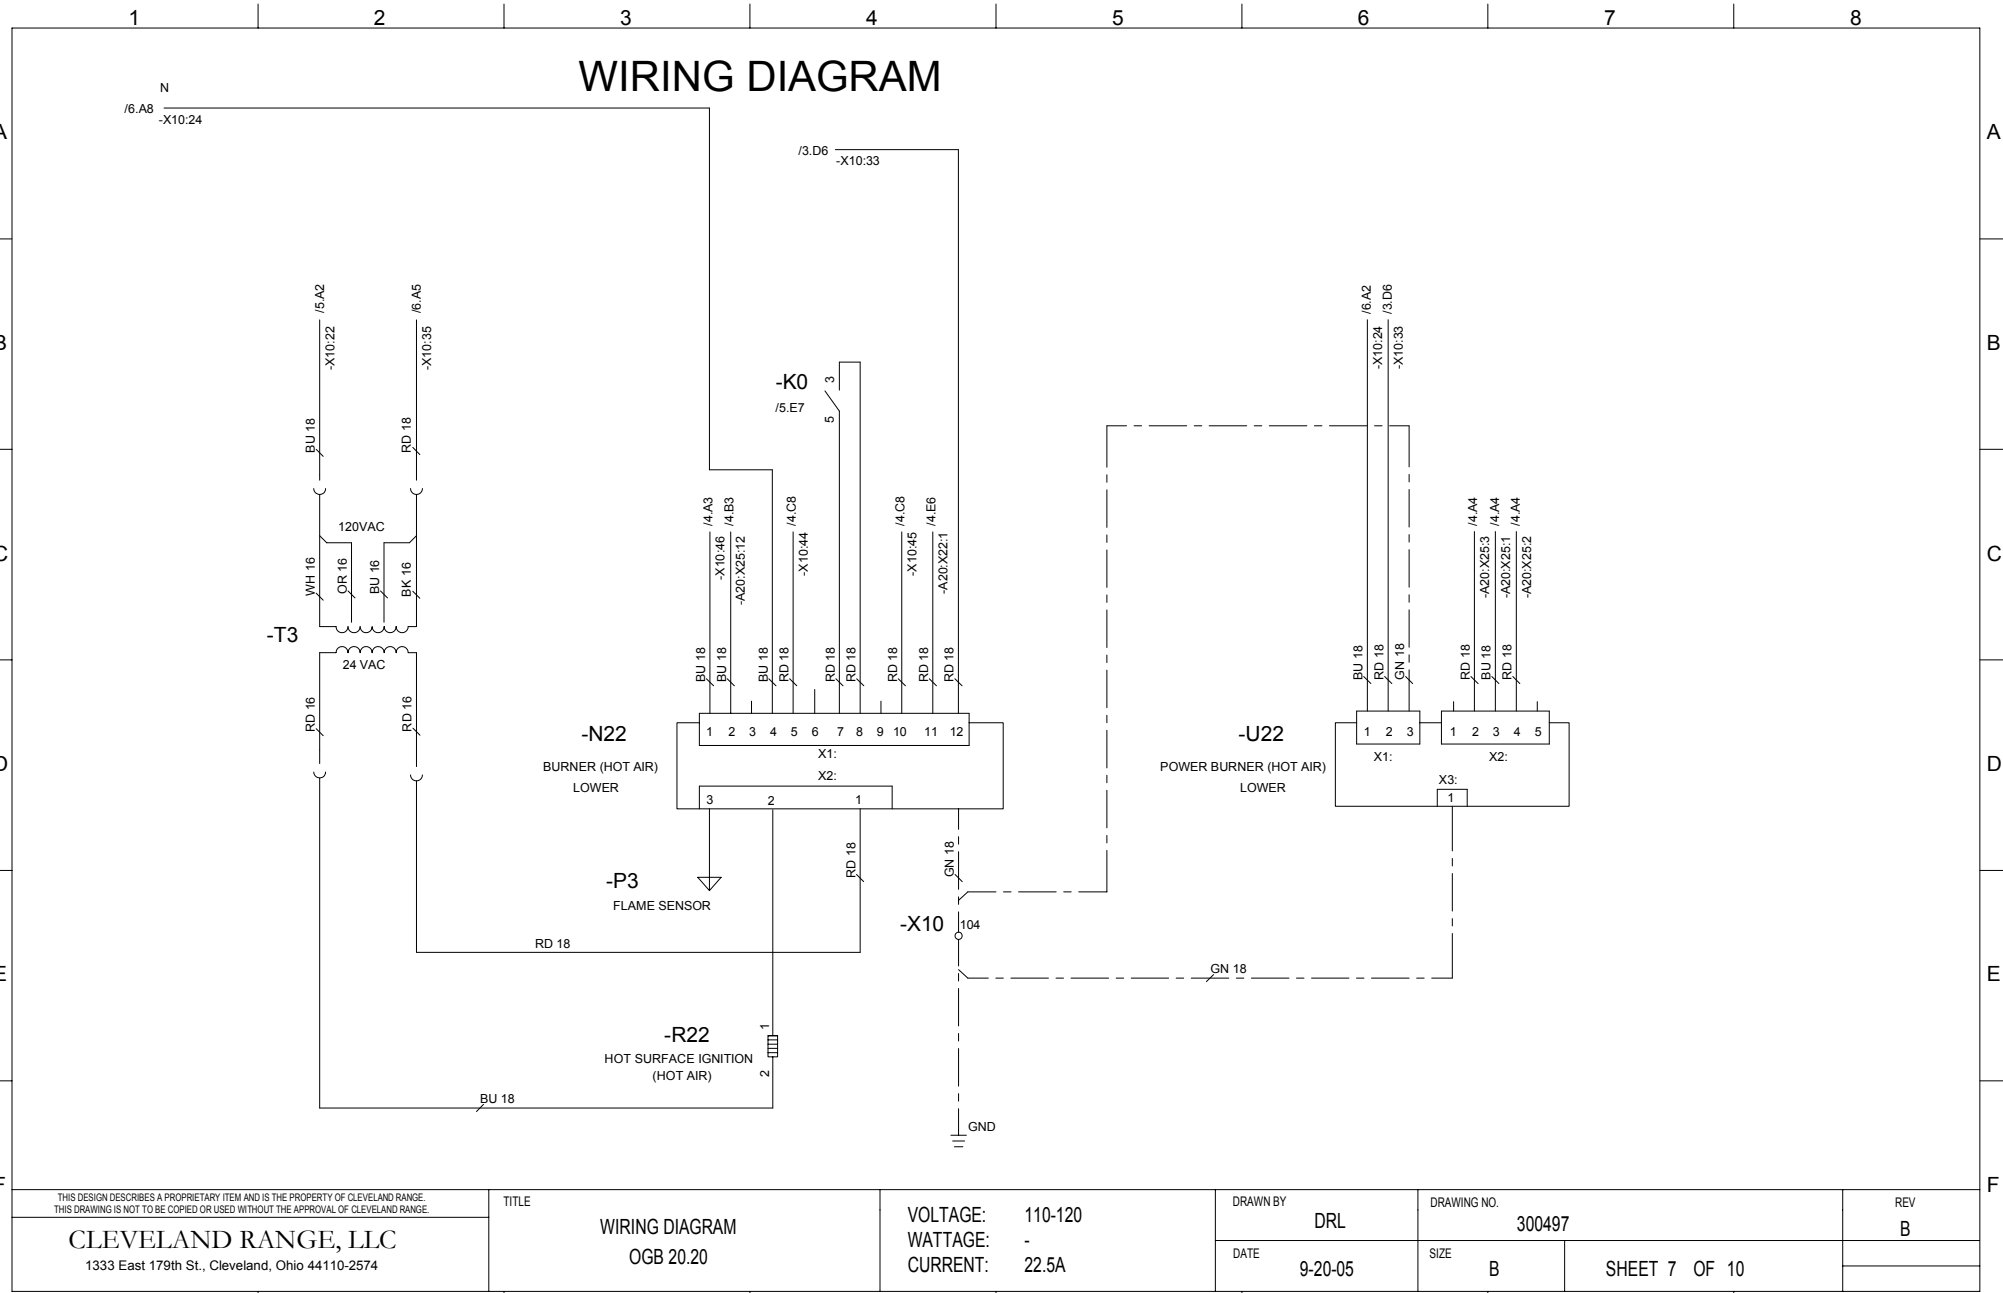 1 2 3 4 5 6 7 8
WIRING DIAGRAM
N
/6.A8
-X10:24
A
A
/3.D6
-X10:33
/5.A2
-X10:22
/6.A5
-X10:35
/6.A2
-X10:24
/3.D6
-X10:33
B
B
-K0
/5.E7
3
5
BU 18
RD 18
120VAC
WH 16
OR 16
BU 16
BK 16
-T3
24 VAC
RD 16
RD 16
C
C
/4.A3
-X10:46
/4.B3
-A20:X25:12
/4.C8
-X10:44
/4.C8
-X10:45
/4.E6
-A20:X22:1
/4.A4
-A20:X25:3
/4.A4
-A20:X25:1
/4.A4
-A20:X25:2
BU 18
BU 18
BU 18
RD 18
RD 18
RD 18
RD 18
RD 18
RD 18
BU 18
RD 18
GN 18
RD 18
BU 18
RD 18
-N22
BURNER (HOT AIR)
LOWER
1 2 3 4 5 6 7 8 9 10 11 12
X1:
X2:
3 2 1
-U22
POWER BURNER (HOT AIR)
LOWER
1 2 3
X1:
1 2 3 4 5
X2:
X3:
1
D
D
RD 18
GN 18
-P3
FLAME SENSOR
-X10
104
RD 18
GN 18
E
E
-R22
HOT SURFACE IGNITION
(HOT AIR)
1
2
BU 18
GND
F
F
THIS DESIGN DESCRIBES A PROPRIETARY ITEM AND IS THE PROPERTY OF CLEVELAND RANGE.
THIS DRAWING IS NOT TO BE COPIED OR USED WITHOUT THE APPROVAL OF CLEVELAND RANGE.
CLEVELAND RANGE, LLC
1333 East 179th St., Cleveland, Ohio 44110-2574
TITLE
WIRING DIAGRAM
OGB 20.20
VOLTAGE: 110-120
WATTAGE: -
CURRENT: 22.5A
DRAWN BY
DRL
DATE
9-20-05
DRAWING NO.
300497
SIZE
B
SHEET 7 OF 10
REV
B